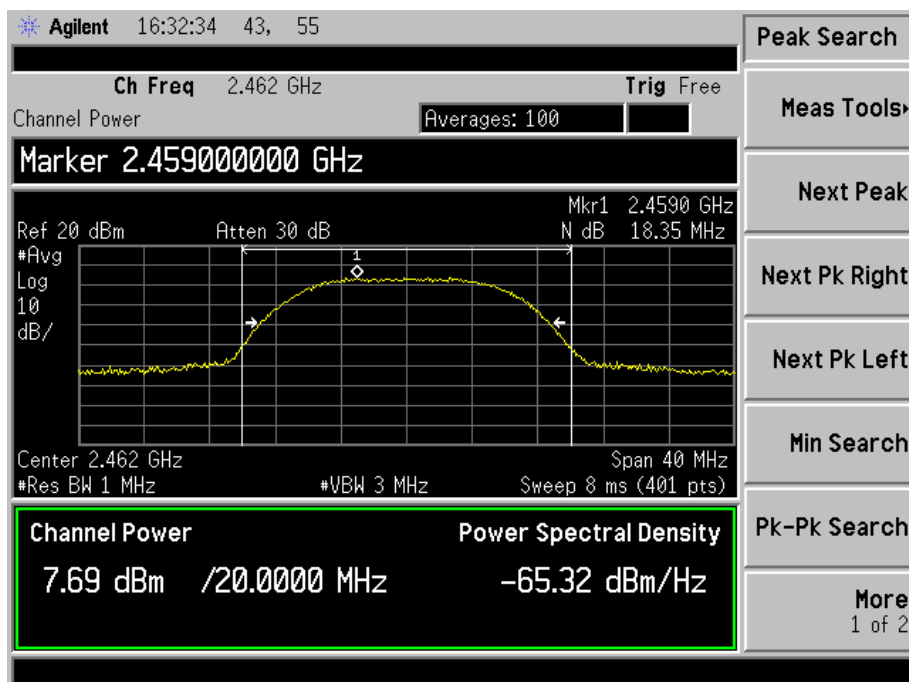 Agilent 16:32:34 43, 55
Peak Search
Ch Freq 2.462 GHz Trig Free
Channel Power Averages: 100
Meas Tools
Marker 2.459000000 GHz
Next Peak
Mkr1 2.4590 GHz
Ref 20 dBm Atten 30 dB N dB 18.35 MHz
#Avg
Log
10
dB/
1
Next Pk Right
Next Pk Left
Min Search
Center 2.462 GHz Span 40 MHz
#Res BW 1 MHz #VBW 3 MHz Sweep 8 ms (401 pts)
Channel Power Power Spectral Density
Pk-Pk Search
7.69 dBm /20.0000 MHz -65.32 dBm/Hz
More
1 of 2